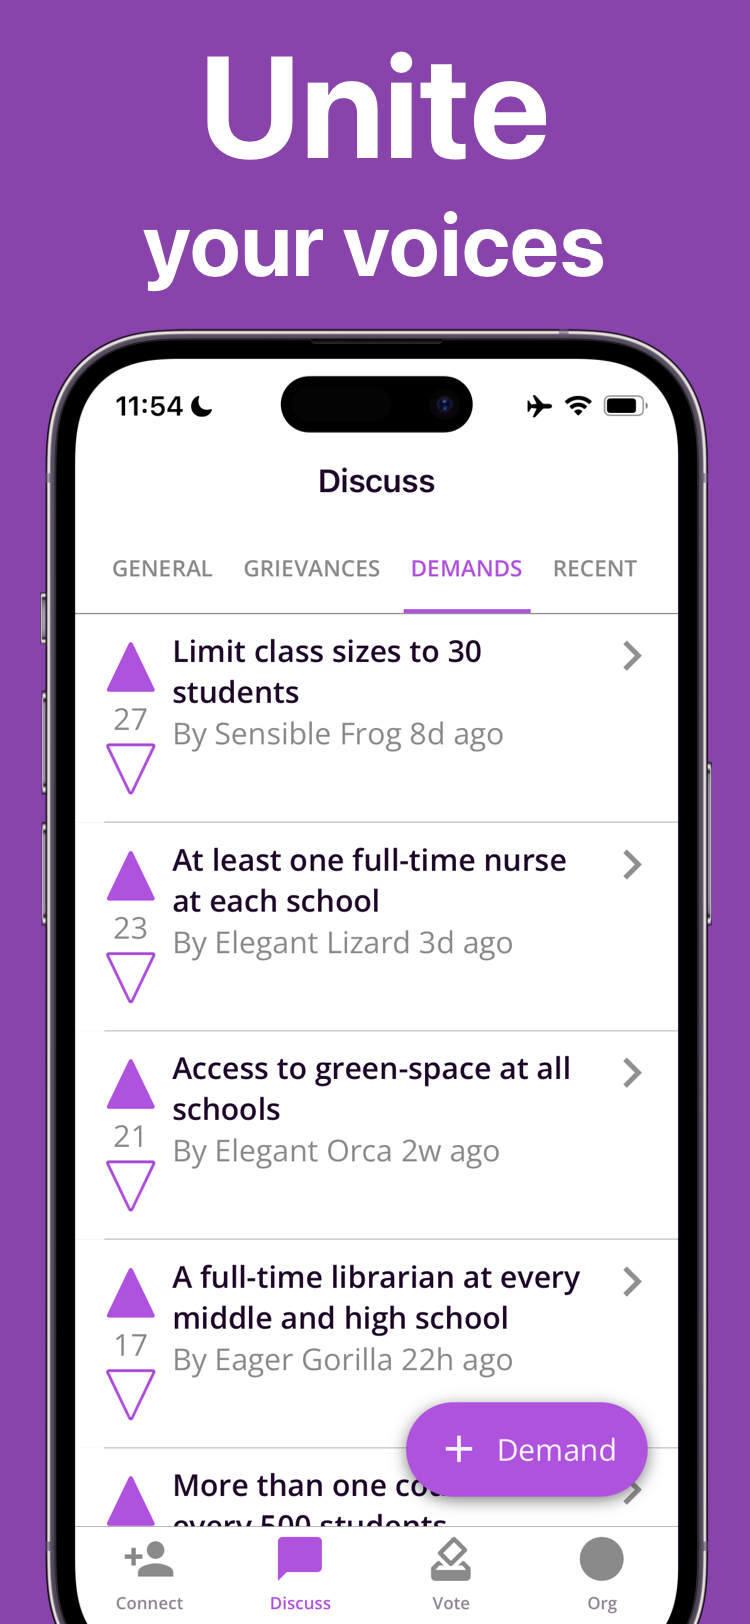 Unite
your voices
11:54
Discuss
GENERAL GRIEVANCES DEMANDS RECENT
Limit class sizes to 30
students
27
By Sensible Frog 8d ago
At least one full-time nurse
at each school
23
By Elegant Lizard 3d ago
Access to green-space at all
schools
21
By Elegant Orca 2w ago
A full-time librarian at every
middle and high school
17
By Eager Gorilla 22h ago
+ Demand
More than one
every 500 students
Connect Discuss Vote Org